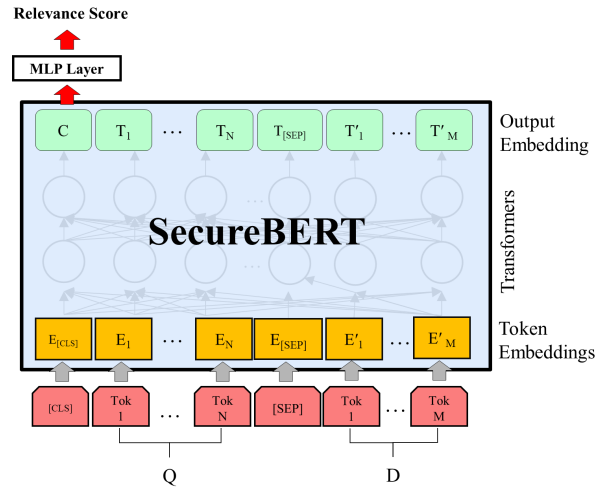 Relevance Score
MLP Layer
C T1 ... TN T[SEP] T'1 ... T'M
Output
Embedding
...
SecureBERT
...
Transformers
E[CLS] E1 ... EN E[SEP] E'1 ... E'M
Token
Embeddings
[CLS] Tok 1 ... Tok N [SEP] Tok 1 ... Tok M
Q D